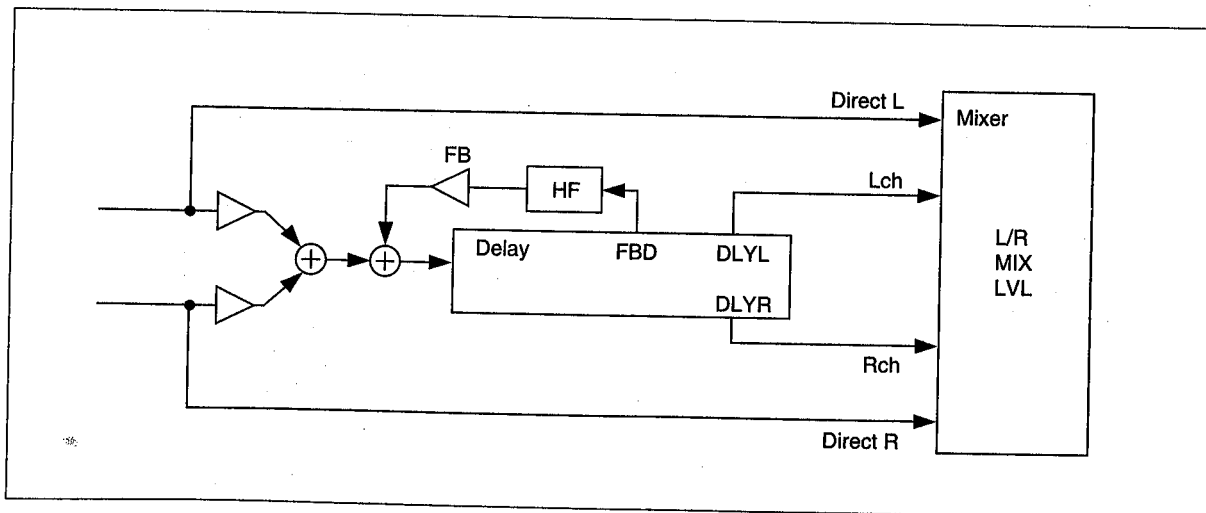 Direct L
Mixer
FB
HF
Lch
Delay
FBD
DLYL
DLYR
L/R
MIX
LVL
Rch
Direct R